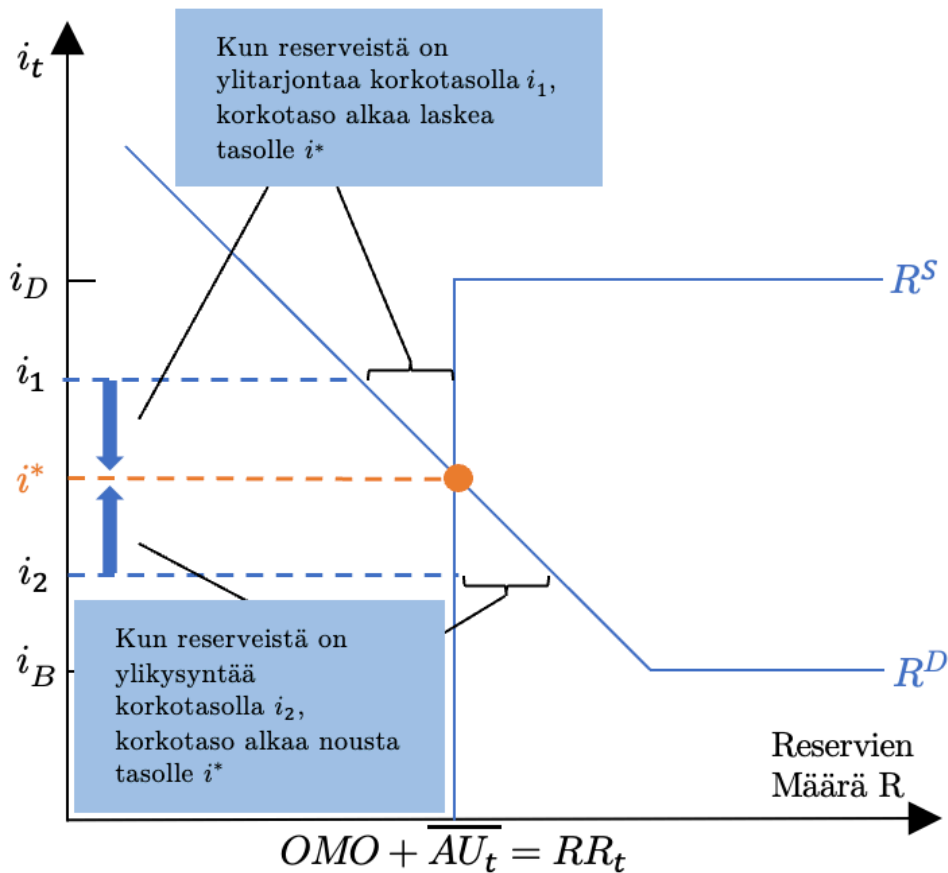 i_t
Kun reserveistä on
ylitarjontaa korkotasolla i_1,
korkotaso alkaa laskea
tasolle i*
i_D
R^S
i_1
i*
i_2
Kun reserveistä on
ylikysyntää
korkotasolla i_2,
korkotaso alkaa nousta
tasolle i*
i_B
R^D
Reservien
Määrä R
OMO + \overline{AU_t} = RR_t